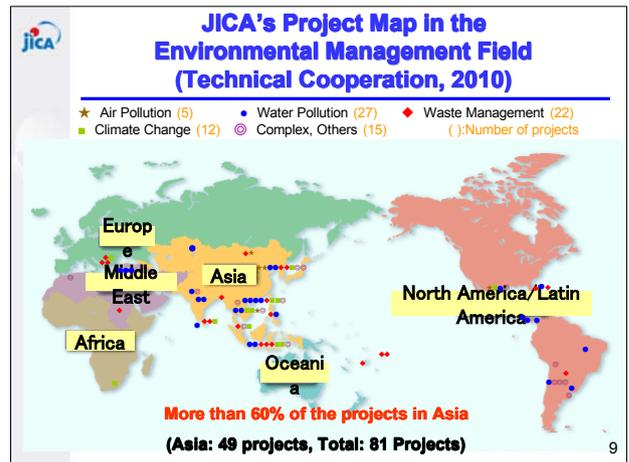 jICA
JICA's Project Map in the
Environmental Management Field
(Technical Cooperation, 2010)
★ Air Pollution (5) ● Water Pollution (27) ◆ Waste Management (22)
■ Climate Change (12) ◎ Complex, Others (15) ( ):Number of projects
Europ
e
Middle
East
Asia
North America/Latin
America
Africa
Oceani
a
More than 60% of the projects in Asia
(Asia: 49 projects, Total: 81 Projects)
9